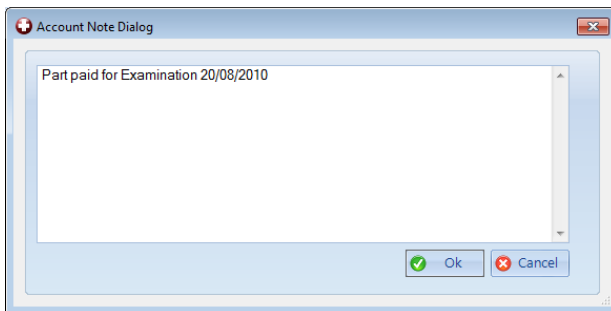 Account Note Dialog
Part paid for Examination 20/08/2010
Ok
Cancel